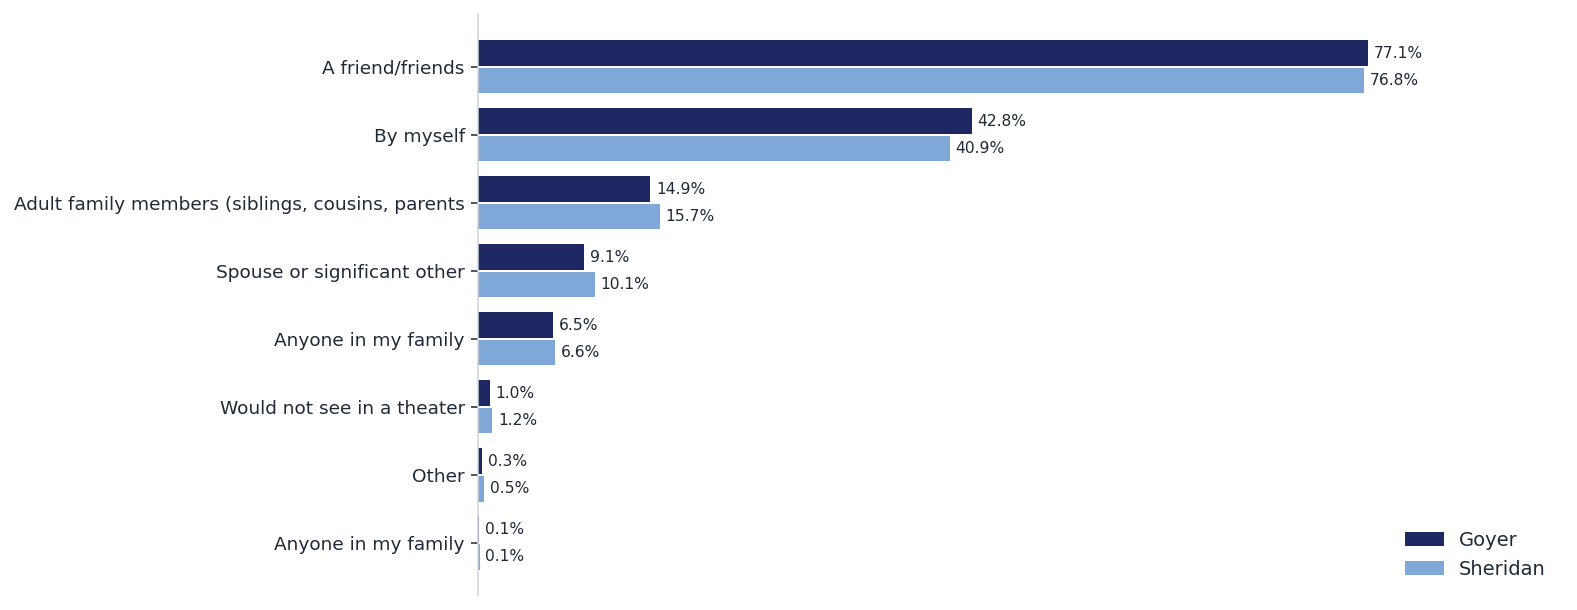 A friend/friends
77.1%
76.8%
By myself
42.8%
40.9%
Adult family members (siblings, cousins, parents
14.9%
15.7%
Spouse or significant other
9.1%
10.1%
Anyone in my family
6.5%
6.6%
Would not see in a theater
1.0%
1.2%
Other
0.3%
0.5%
Anyone in my family
0.1%
0.1%
Goyer
Sheridan